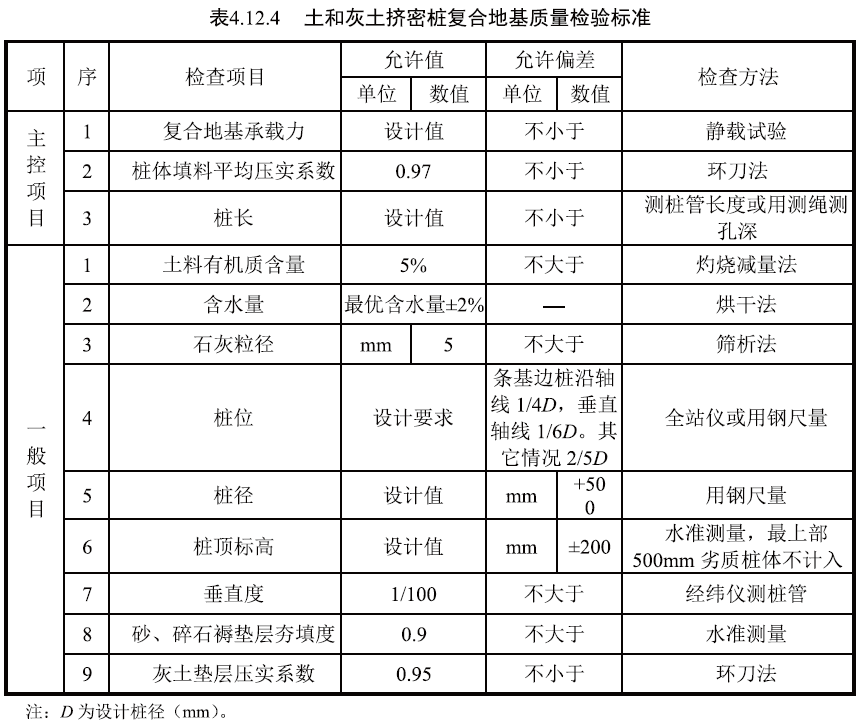 表4.12.4 土和灰土挤密桩复合地基质量检验标准
项 序 检查项目 允许值 允许偏差 检查方法
单位 数值 单位 数值
主控项目
1 复合地基承载力 设计值 不小于 静载试验
2 桩体填料平均压实系数 0.97 不小于 环刀法
3 桩长 设计值 不小于 测桩管长度或用测绳测
孔深
一般项目
1 土料有机质含量 5% 不大于 灼烧减量法
2 含水量 最优含水量±2% — 烘干法
3 石灰粒径 mm 5 不大于 筛析法
4 桩位 设计要求 条基边桩沿轴
线 1/4D，垂直
轴线 1/6D。其
它情况 2/5D
全站仪或用钢尺量
5 桩径 设计值 mm +50
0
用钢尺量
6 桩顶标高 设计值 mm ±200 水准测量，最上部
500mm 劣质桩体不计入
7 垂直度 1/100 不大于 经纬仪测桩管
8 砂、碎石褥垫层夯填度 0.9 不大于 水准测量
9 灰土垫层压实系数 0.95 不小于 环刀法
注：D 为设计桩径（mm）。